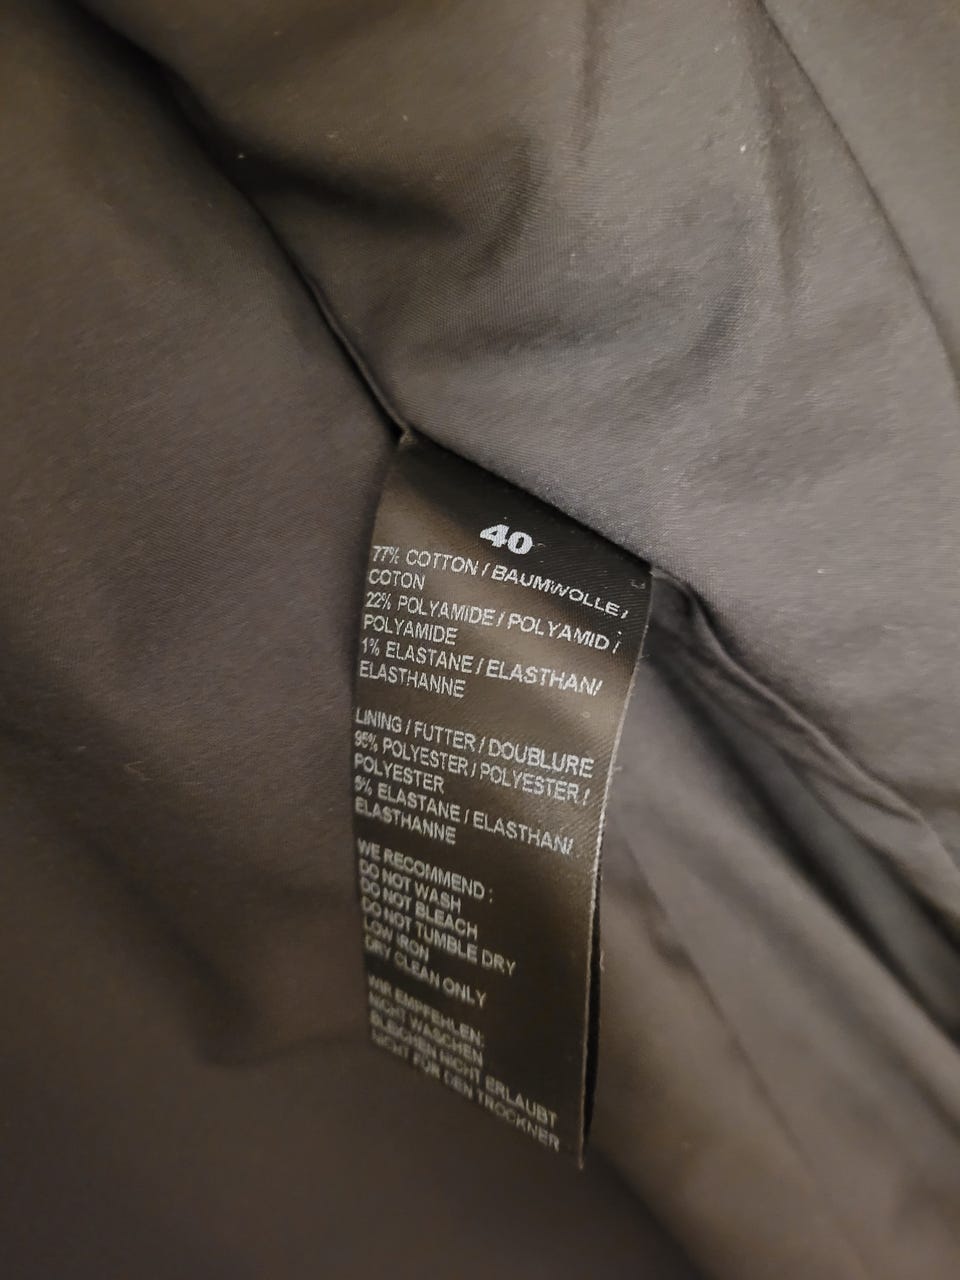 40
77% COTTON / BAUMWOLLE /
COTON
22% POLYAMIDE / POLYAMID /
POLYAMIDE
1% ELASTANE / ELASTHAN/
ELASTHANNE
LINING / FUTTER / DOUBLURE
95% POLYESTER / POLYESTER /
POLYESTER
5% ELASTANE / ELASTHAN/
ELASTHANNE
WE RECOMMEND :
DO NOT WASH
DO NOT BLEACH
DO NOT TUMBLE DRY
LOW IRON
DRY CLEAN ONLY
WIR EMPFEHLEN:
NICHT WASCHEN
BLEICHEN NICHT ERLAUBT
NICHT FÜR DEN TROCKNER